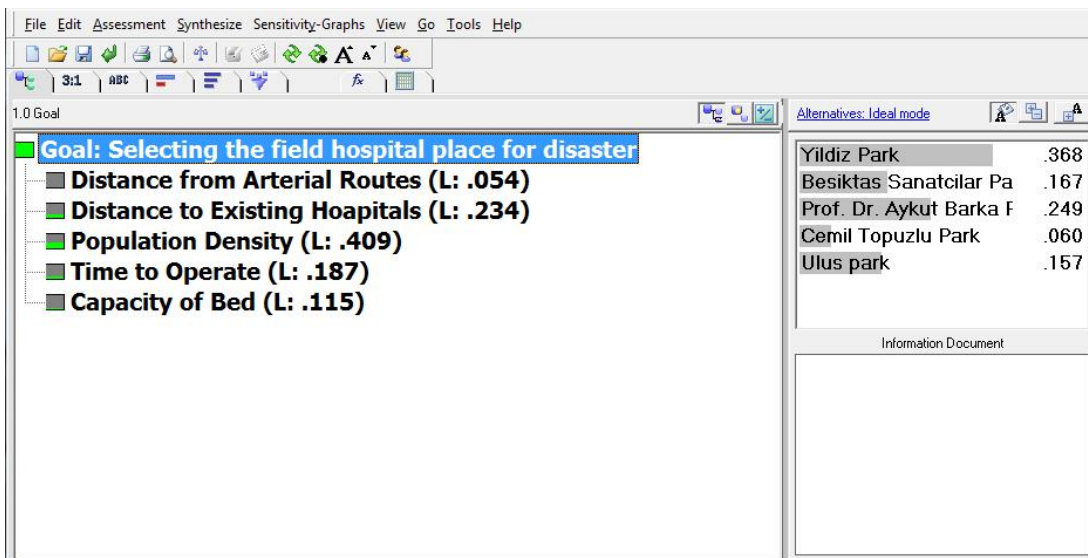 File Edit Assessment Synthesize Sensitivity-Graphs View Go Tools Help
3:1 ABC fx
1.0 Goal
Goal: Selecting the field hospital place for disaster
Distance from Arterial Routes (L: .054)
Distance to Existing Hoapitals (L: .234)
Population Density (L: .409)
Time to Operate (L: .187)
Capacity of Bed (L: .115)
Alternatives: Ideal mode
Yildiz Park .368
Besiktas Sanatcilar Pa .167
Prof. Dr. Aykut Barka F .249
Cemil Topuzlu Park .060
Ulus park .157
Information Document